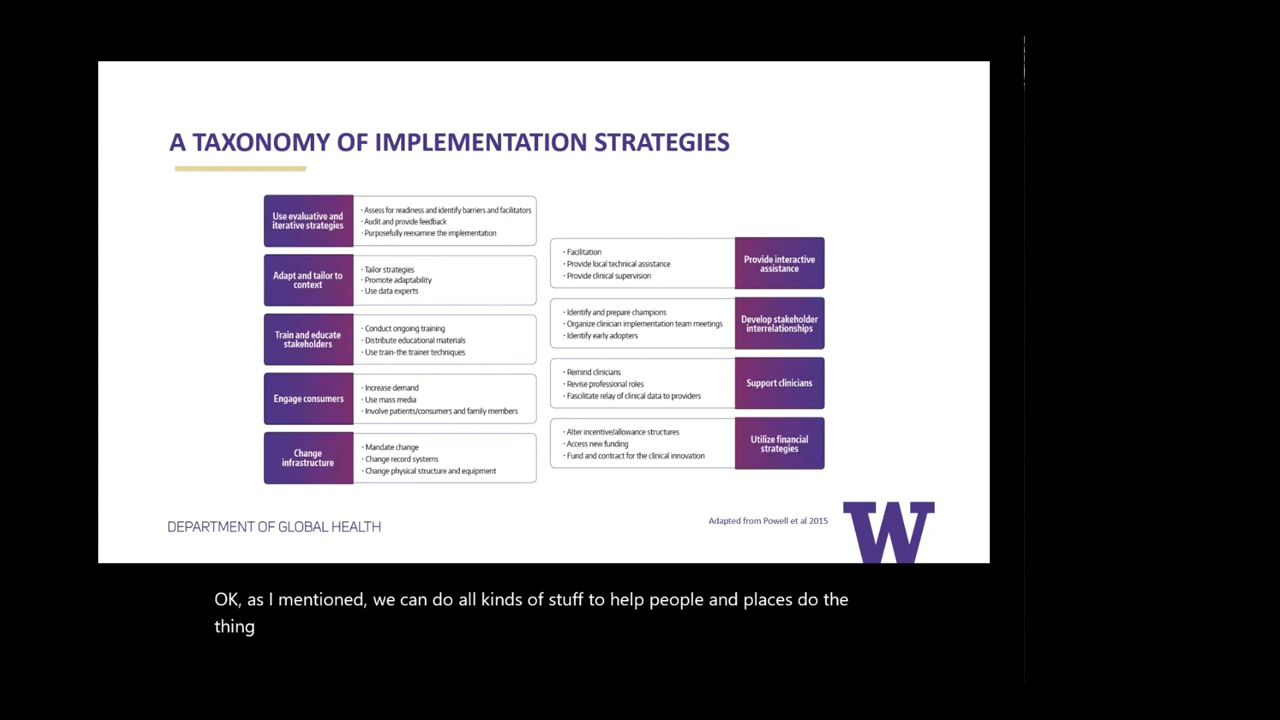 A TAXONOMY OF IMPLEMENTATION STRATEGIES
Use evaluative and
iterative strategies
· Assess for readiness and identify barriers and facilitators
· Audit and provide feedback
· Purposefully reexamine the implementation
Adapt and tailor to
context
· Tailor strategies
· Promote adaptability
· Use data experts
Train and educate
stakeholders
· Conduct ongoing training
· Distribute educational materials
· Use train-the trainer techniques
Engage consumers
· Increase demand
· Use mass media
· Involve patients/consumers and family members
Change
infrastructure
· Mandate change
· Change record systems
· Change physical structure and equipment
· Facilitation
· Provide local technical assistance
· Provide clinical supervision
Provide interactive
assistance
· Identify and prepare champions
· Organize clinician implementation team meetings
· Identify early adopters
Develop stakeholder
interrelationships
· Remind clinicians
· Revise professional roles
· Fascilitate relay of clinical data to providers
Support clinicians
· Alter incentive/allowance structures
· Access new funding
· Fund and contract for the clinical innovation
Utilize financial
strategies
DEPARTMENT OF GLOBAL HEALTH
Adapted from Powell et al 2015
W
OK, as I mentioned, we can do all kinds of stuff to help people and places do the
thing